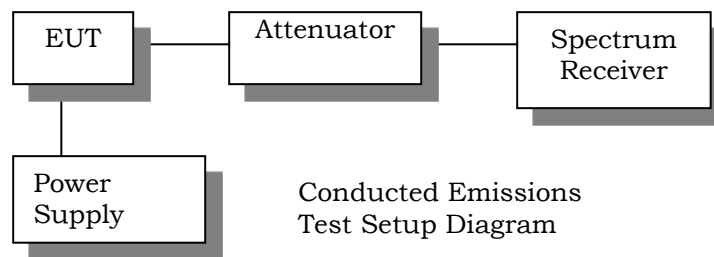 EUT
Attenuator
Spectrum
Receiver
Power
Supply
Conducted Emissions
Test Setup Diagram